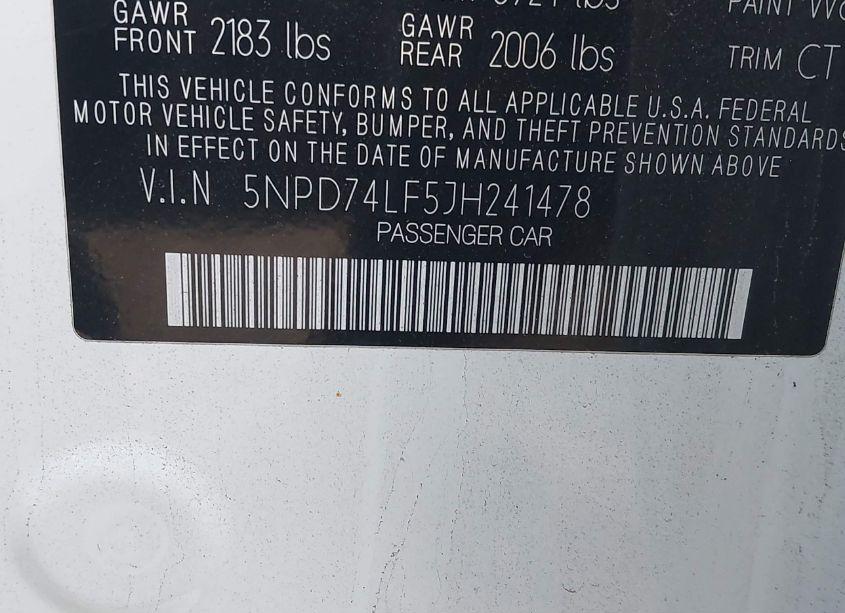 GAWR FRONT 2183 lbs GAWR REAR 2006 lbs TRIM CT
THIS VEHICLE CONFORMS TO ALL APPLICABLE U.S.A. FEDERAL
MOTOR VEHICLE SAFETY, BUMPER, AND THEFT PREVENTION STANDARDS
IN EFFECT ON THE DATE OF MANUFACTURE SHOWN ABOVE
V.I.N 5NPD74LF5JH241478
PASSENGER CAR